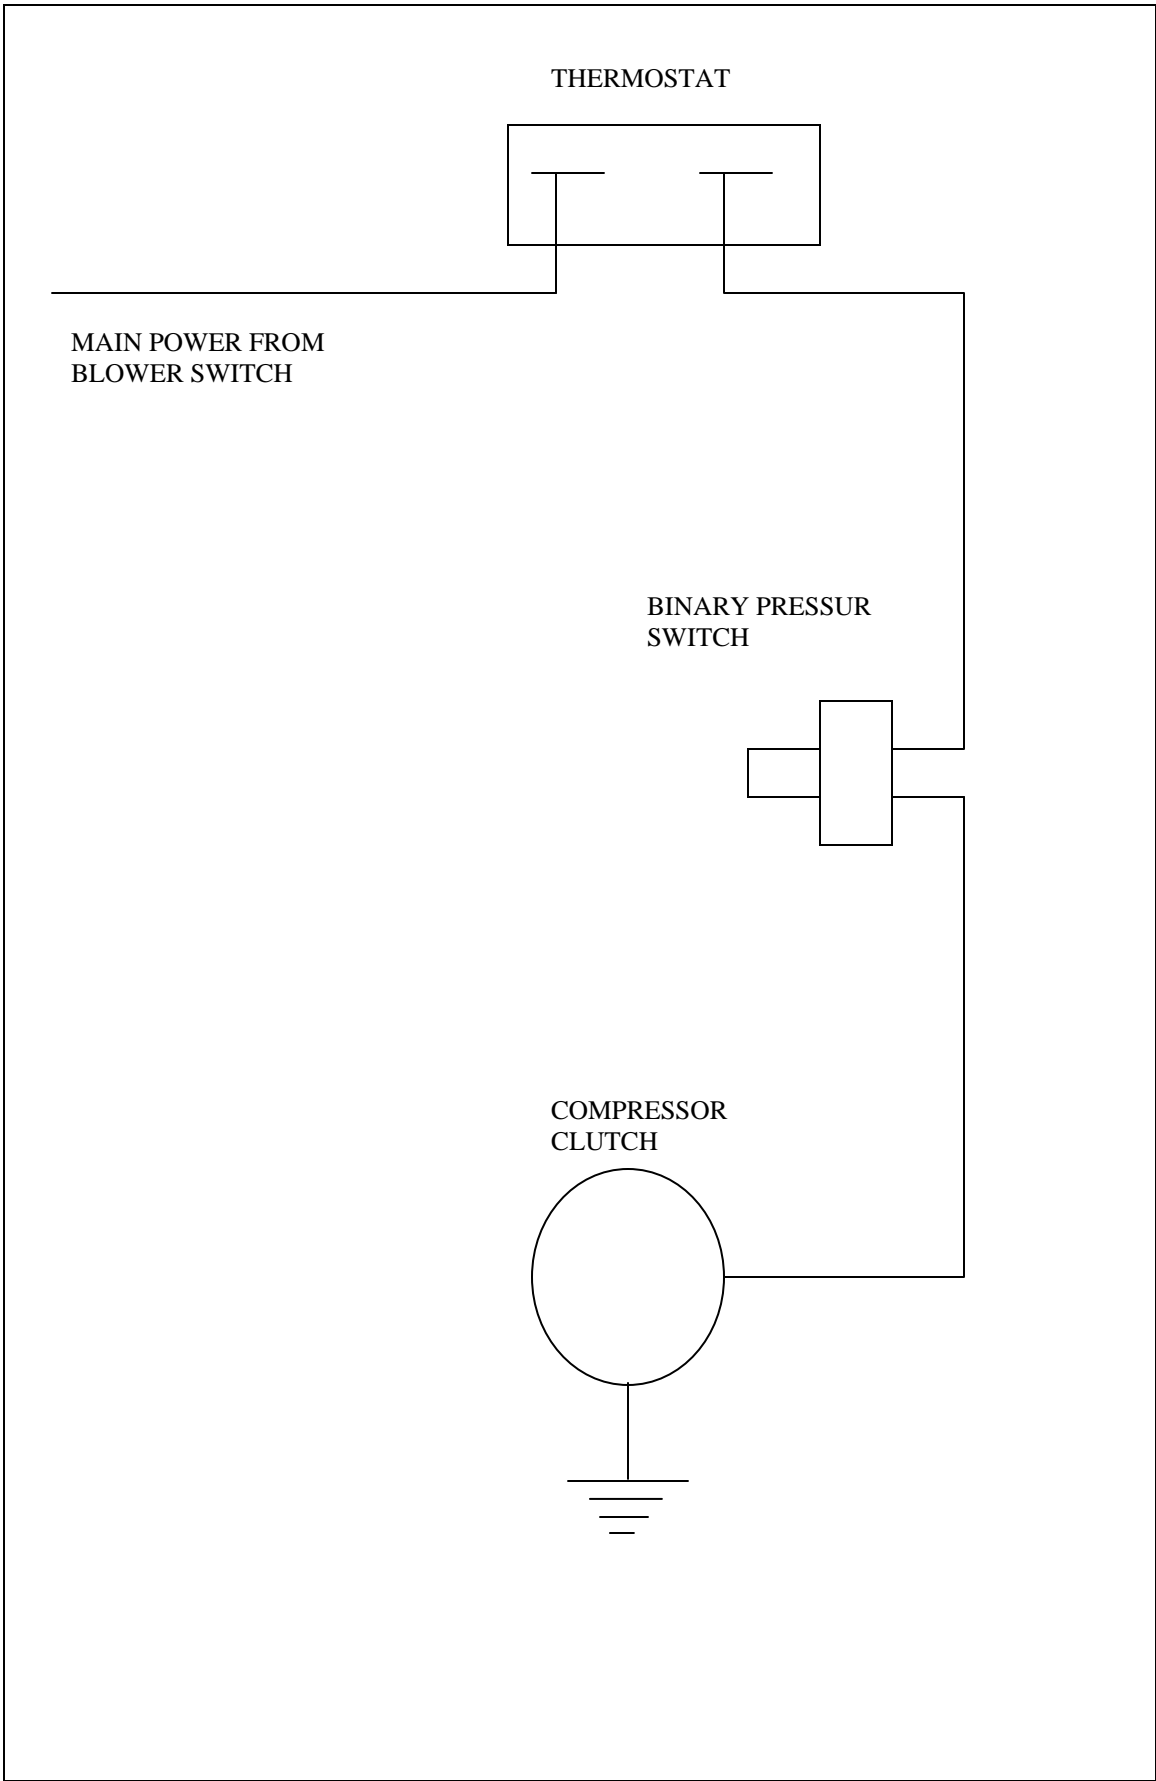 THERMOSTAT
MAIN POWER FROM
BLOWER SWITCH
BINARY PRESSUR
SWITCH
COMPRESSOR
CLUTCH